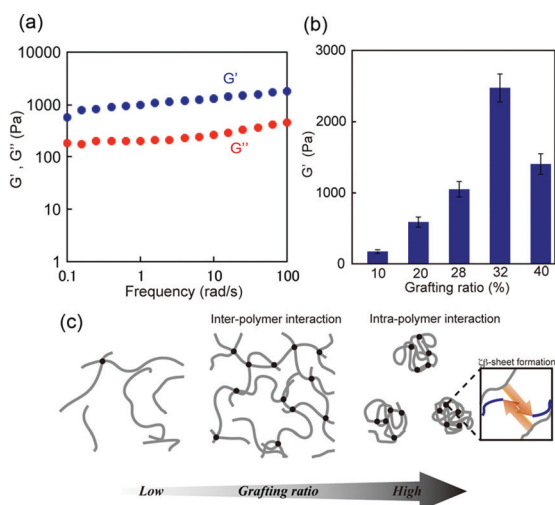 (a)
10000
1000
100
10
1
G', G'' (Pa)
G'
G''
0.1
1
10
100
Frequency (rad/s)
(b)
3000
2000
1000
0
G' (Pa)
10
20
28
32
40
Grafting ratio (%)
(c)
Inter-polymer interaction
Intra-polymer interaction
β-sheet formation
Low
Grafting ratio
High